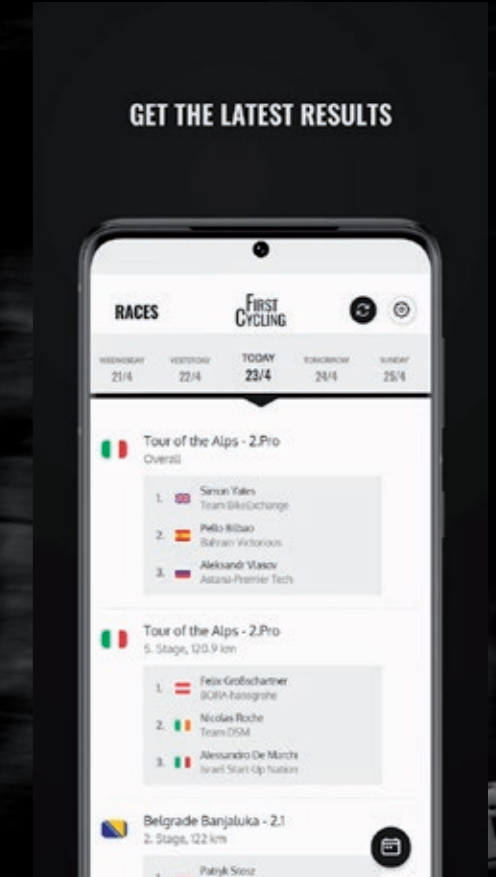 GET THE LATEST RESULTS
RACES
FIRST
CYCLING
WEDNESDAY YESTERDAY TODAY TOMORROW SUNDAY
21/4 22/4 23/4 24/4 25/4
Tour of the Alps - 2.Pro
Overall
1. Simon Yates
Team BikeExchange
2. Pello Bilbao
Bahrain Victorious
3. Aleksandr Vlasov
Astana-Premier Tech
Tour of the Alps - 2.Pro
5. Stage, 120.9 km
1. Felix Großschartner
BORA-hansgrohe
2. Nicolas Roche
Team DSM
3. Alessandro De Marchi
Israel Start-Up Nation
Belgrade Banjaluka - 2.1
2. Stage, 122 km
Patryk Stosz